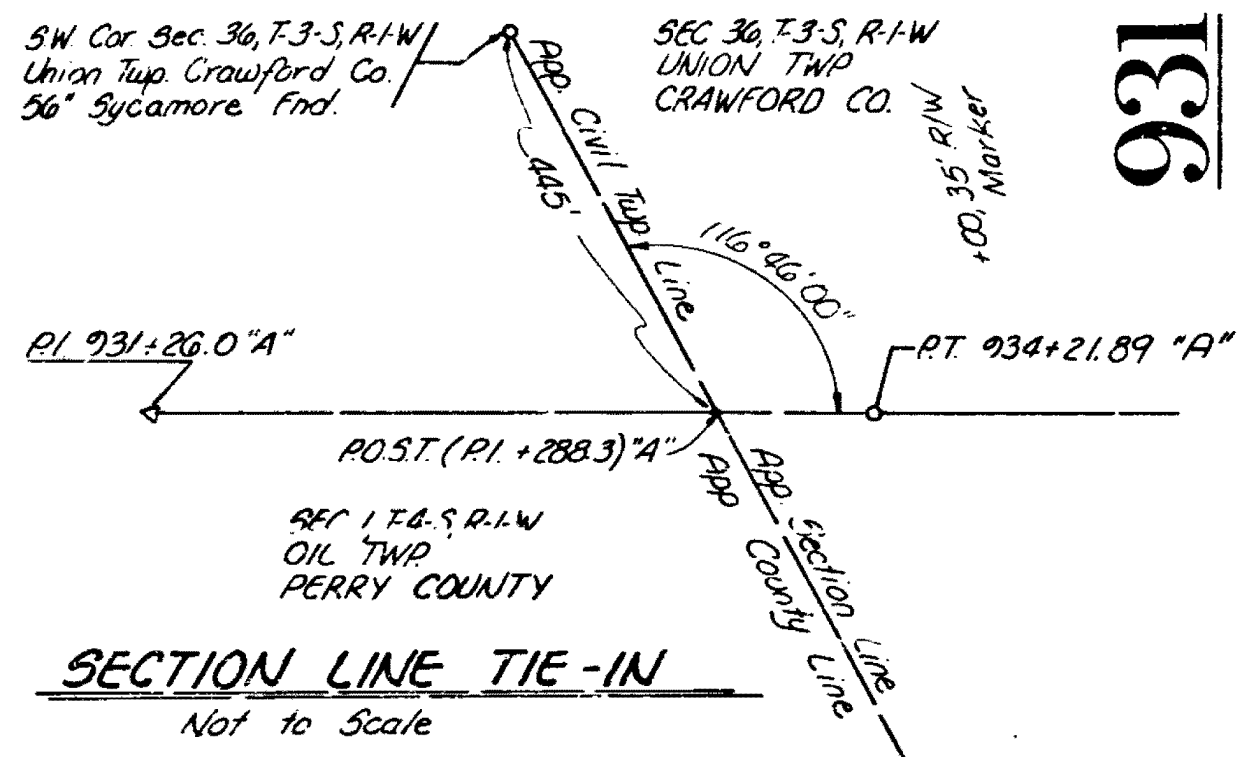 SW. Cor. Sec. 36, T-3-S, R-1-W
Union Twp. Crawford Co.
56" Sycamore Fnd.
SEC 36, T-3-S, R-1-W
UNION TWP
CRAWFORD CO.
+00, 35' R/W
Marker
931
App. Civil Twp Line
445'
116°46'00"
P.I. 931+26.0 "A"
P.T. 934+21.89 "A"
P.O.S.T. (P.I. +288.3) "A"
App. Section Line
App County Line
SEC 1, T-4-S, R-1-W
OIL TWP.
PERRY COUNTY
SECTION LINE TIE-IN
Not to Scale